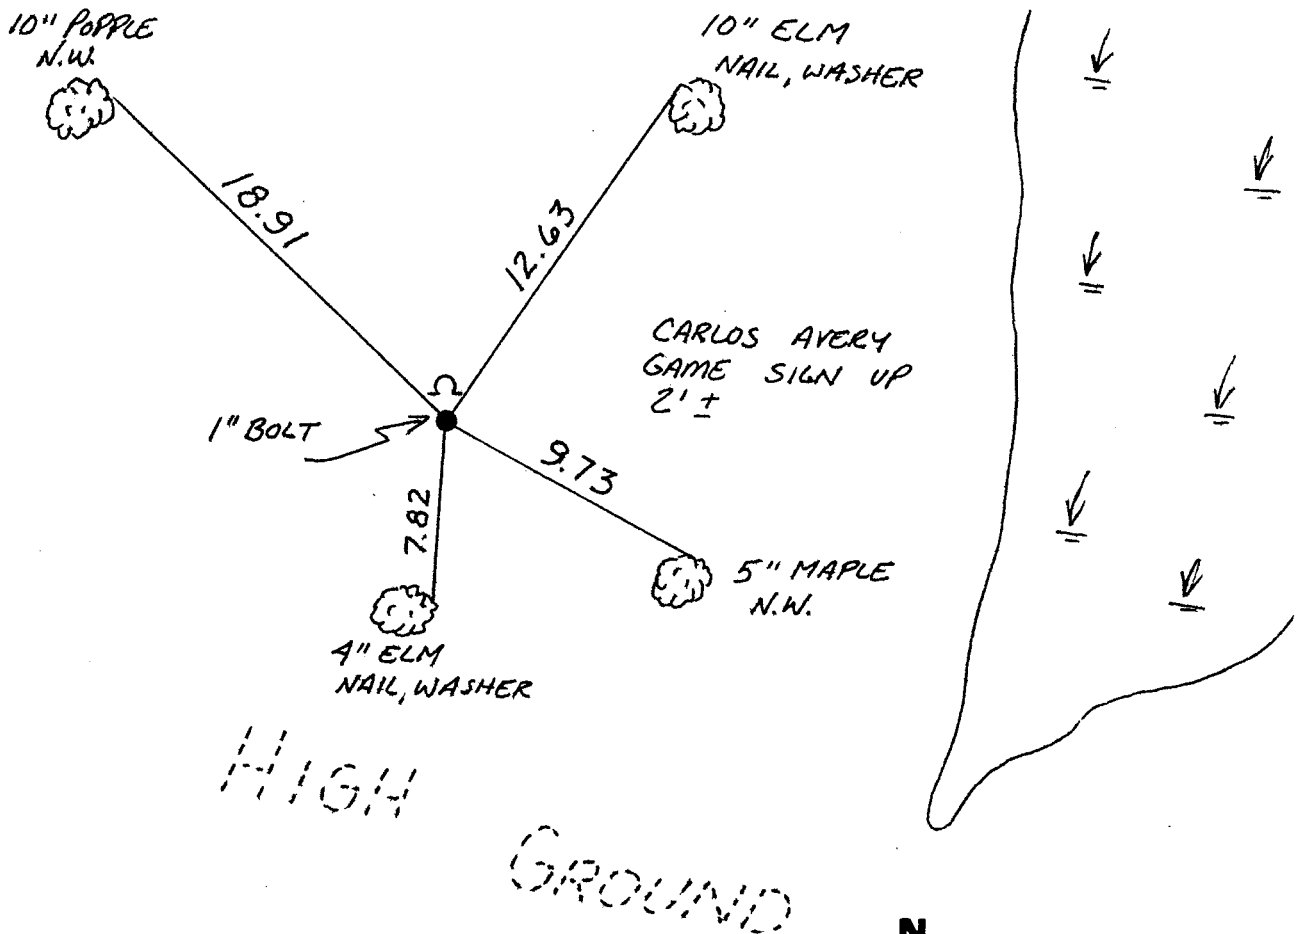 10" POPPLE
N.W.
10" ELM
NAIL, WASHER
18.91
12.63
CARLOS AVERY
GAME SIGN UP
2' ±
1" BOLT
9.73
7.82
5" MAPLE
N.W.
4" ELM
NAIL, WASHER
HIGH
GROUND
N